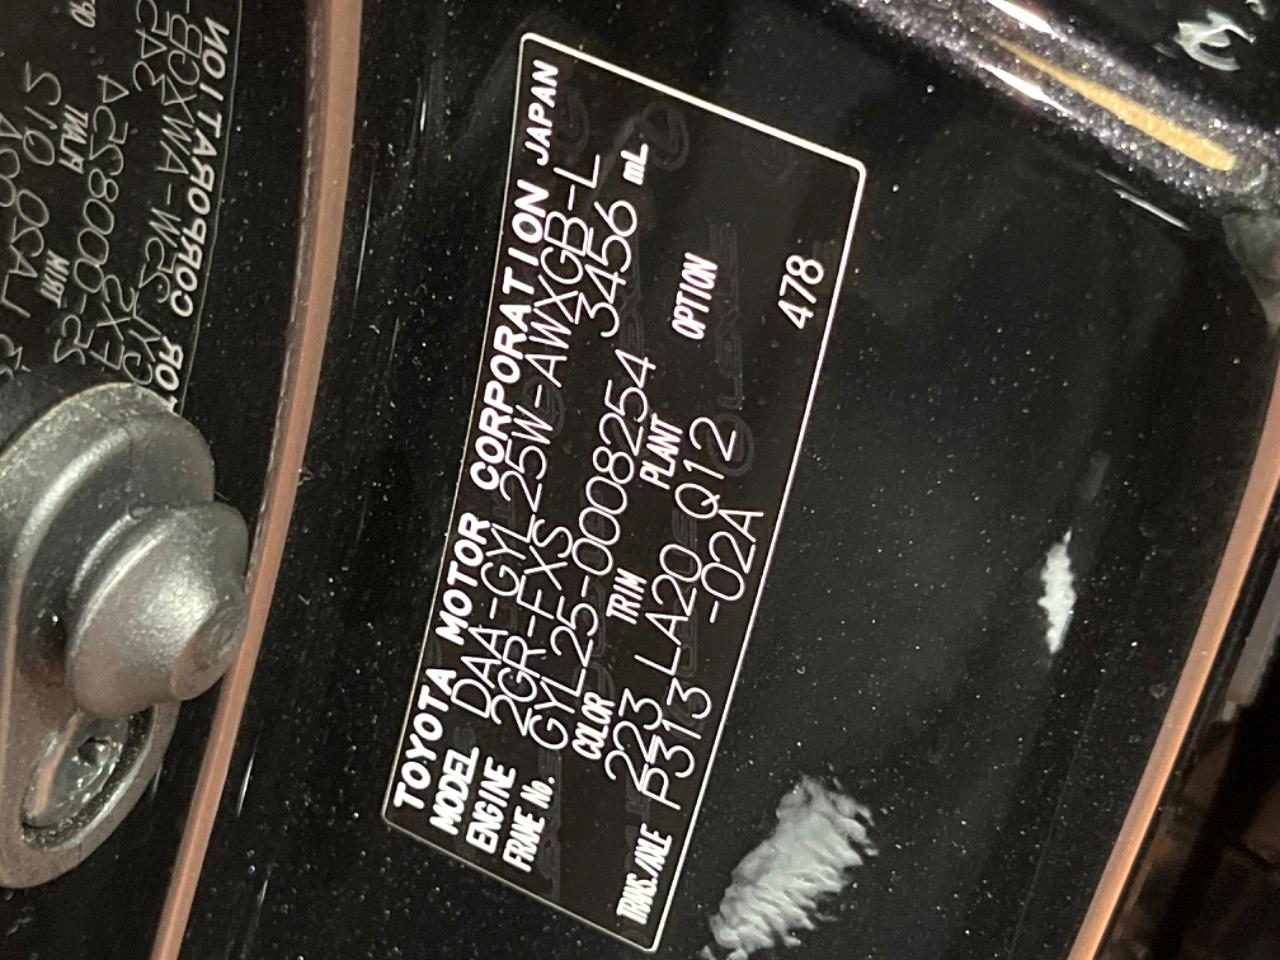 TOYOTA MOTOR CORPORATION JAPAN
MODEL DAA-GYL25W-AWXGB-L
ENGINE 2GR-FXS 3456 mL
FRAME No. GYL25-0008254
COLOR TRIM PLANT OPTION
223 LA20 Q12
TRANS./AXLE P313 -02A 478